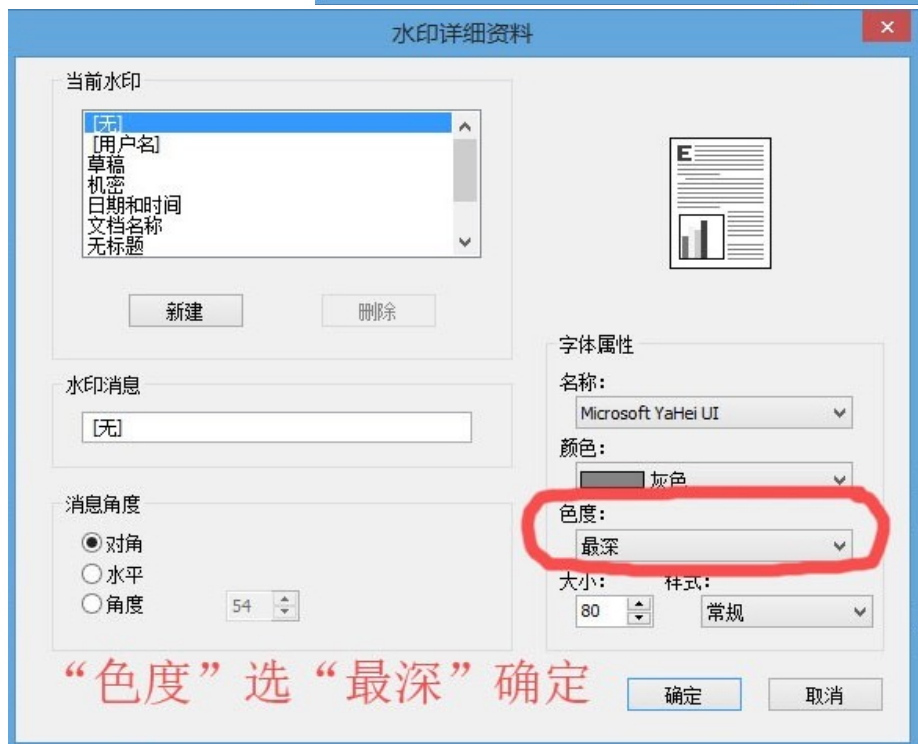 水印详细资料
当前水印
[无]
[用户名]
草稿
机密
日期和时间
文档名称
无标题
新建
删除
水印消息
[无]
消息角度
对角
水平
角度
54
E
字体属性
名称:
Microsoft YaHei UI
颜色:
灰色
色度:
最深
大小:
样式:
80
常规
“色度”选“最深”确定
确定
取消